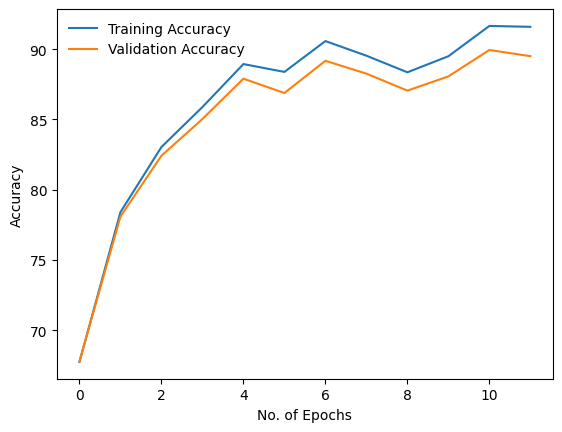 Training Accuracy
Validation Accuracy
90
85
80
75
70
Accuracy
0 2 4 6 8 10
No. of Epochs